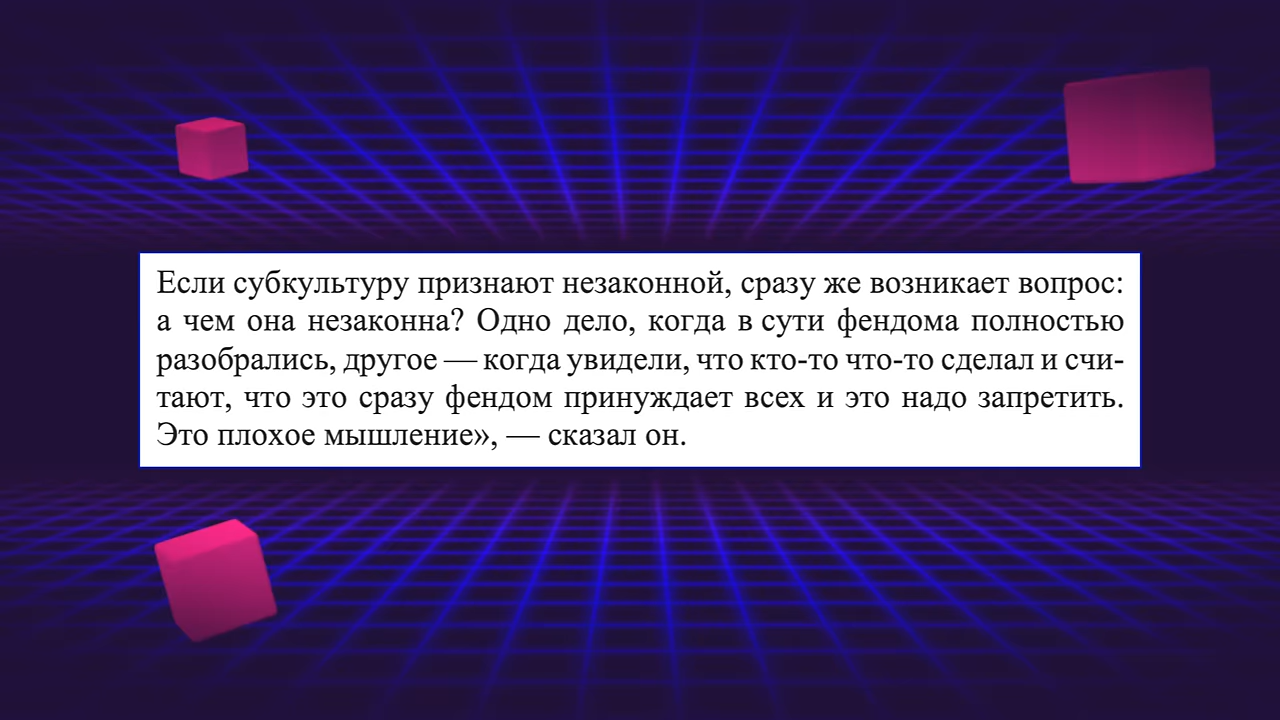 Если субкультуру признают незаконной, сразу же возникает вопрос:
а чем она незаконна? Одно дело, когда в сути фендома полностью
разобрались, другое — когда увидели, что кто-то что-то сделал и счи-
тают, что это сразу фендом принуждает всех и это надо запретить.
Это плохое мышление», — сказал он.